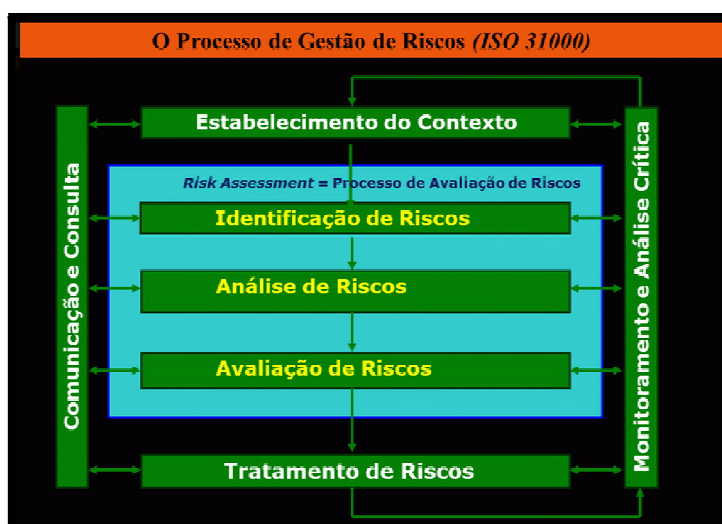 O Processo de Gestão de Riscos (ISO 31000)
Estabelecimento do Contexto
Risk Assessment = Processo de Avaliação de Riscos
Identificação de Riscos
Análise de Riscos
Avaliação de Riscos
Tratamento de Riscos
Comunicação e Consulta
Monitoramento e Análise Crítica